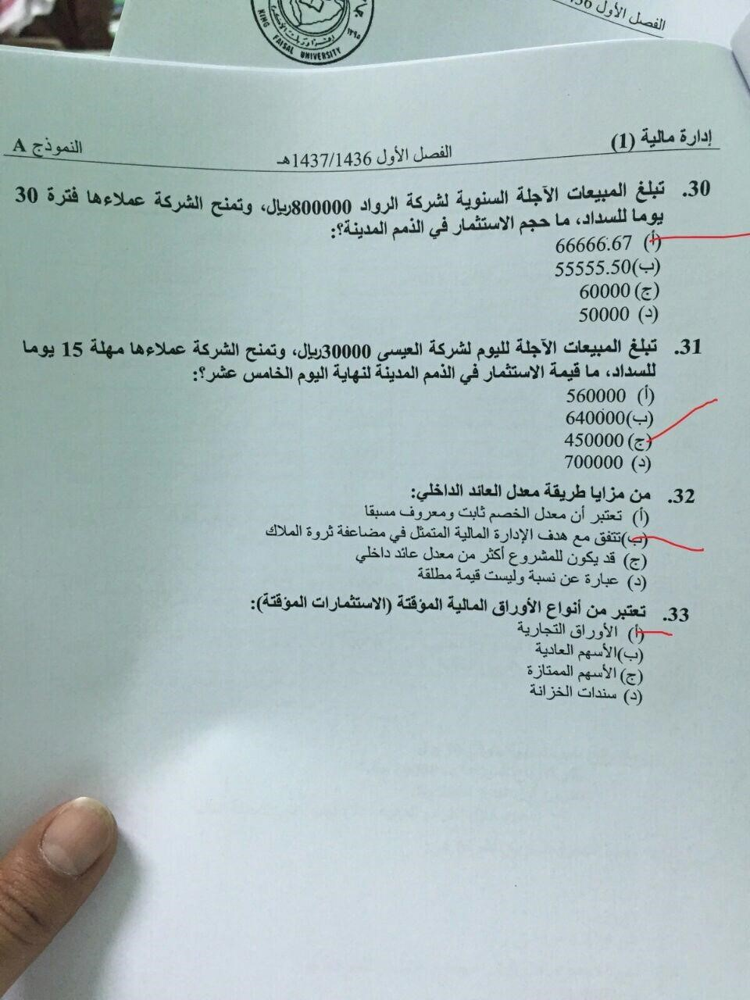 الفصل الأول
KING FAISAL UNIVERSITY
١٣٩٥
إدارة مالية (1)
الفصل الأول 1437/1436هـ
النموذج A
30. تبلغ المبيعات الآجلة السنوية لشركة الرواد 800000ريال، وتمنح الشركة عملاءها فترة 30
يوما للسداد، ما حجم الاستثمار في الذمم المدينة؟:
(أ) 66666.67
(ب)55555.50
(ج) 60000
(د) 50000
31. تبلغ المبيعات الآجلة لليوم لشركة العيسى 30000ريال، وتمنح الشركة عملاءها مهلة 15 يوما
للسداد، ما قيمة الاستثمار في الذمم المدينة لنهاية اليوم الخامس عشر؟:
(أ) 560000
(ب)640000
(ج) 450000
(د) 700000
32. من مزايا طريقة معدل العائد الداخلي:
(أ) تعتبر أن معدل الخصم ثابت ومعروف مسبقا
(ب)تتفق مع هدف الإدارة المالية المتمثل في مضاعفة ثروة الملاك
(ج) قد يكون للمشروع أكثر من معدل عائد داخلي
(د) عبارة عن نسبة وليست قيمة مطلقة
33. تعتبر من أنواع الأوراق المالية المؤقتة (الاستثمارات المؤقتة):
(أ) الأوراق التجارية
(ب)الأسهم العادية
(ج) الأسهم الممتازة
(د) سندات الخزانة